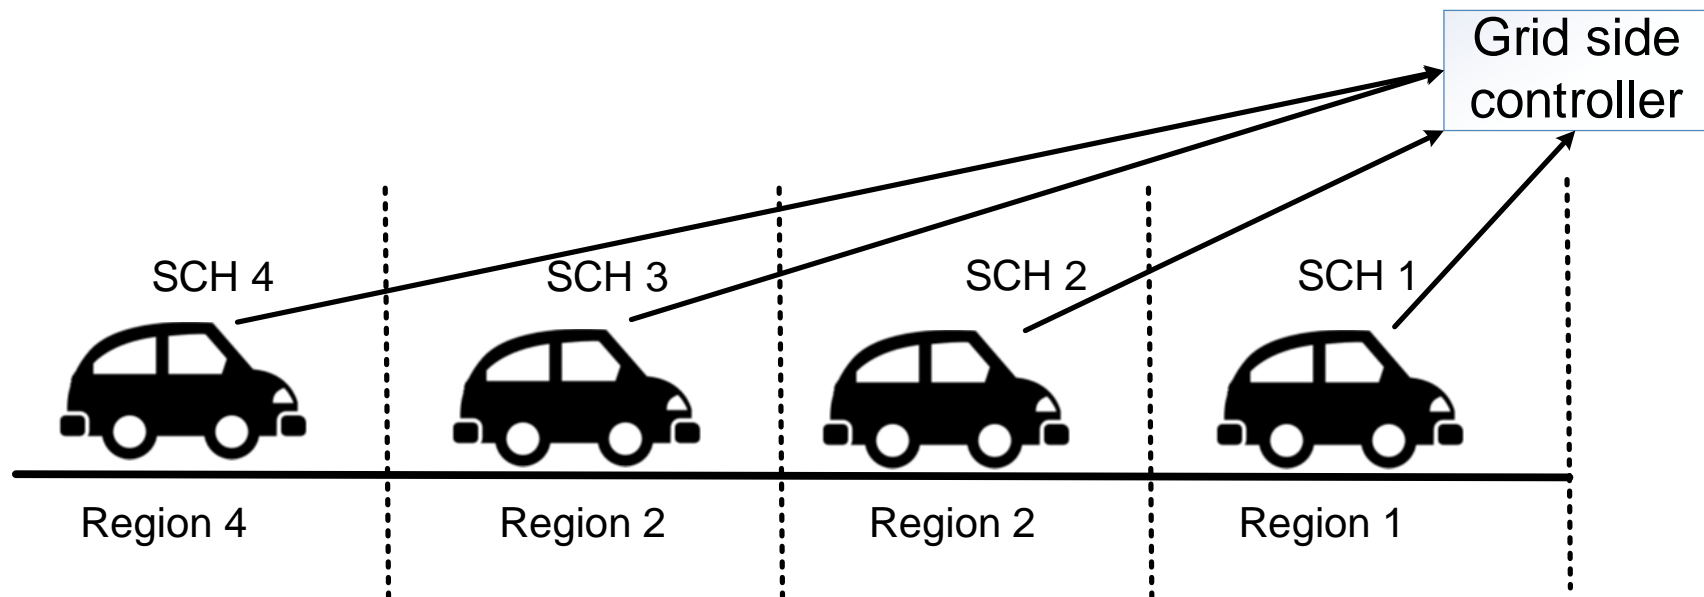 Grid side
controller
SCH 4
SCH 3
SCH 2
SCH 1
Region 4
Region 2
Region 2
Region 1